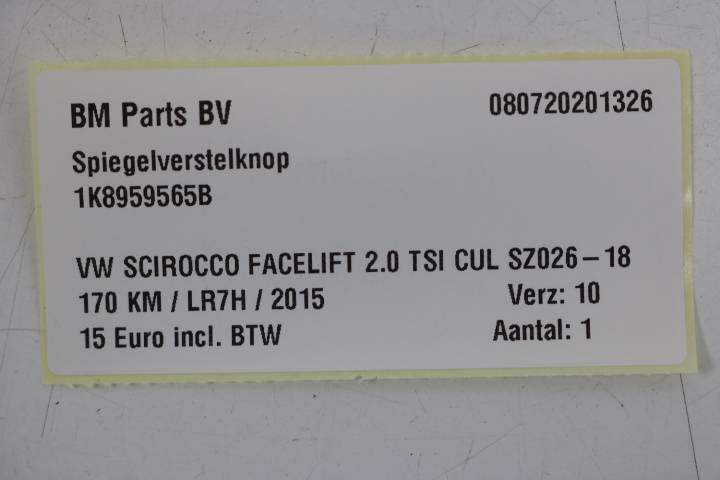 BM Parts BV 080720201326
Spiegelverstelknop
1K8959565B
VW SCIROCCO FACELIFT 2.0 TSI CUL SZ026-18
170 KM / LR7H / 2015 Verz: 10
15 Euro incl. BTW Aantal: 1